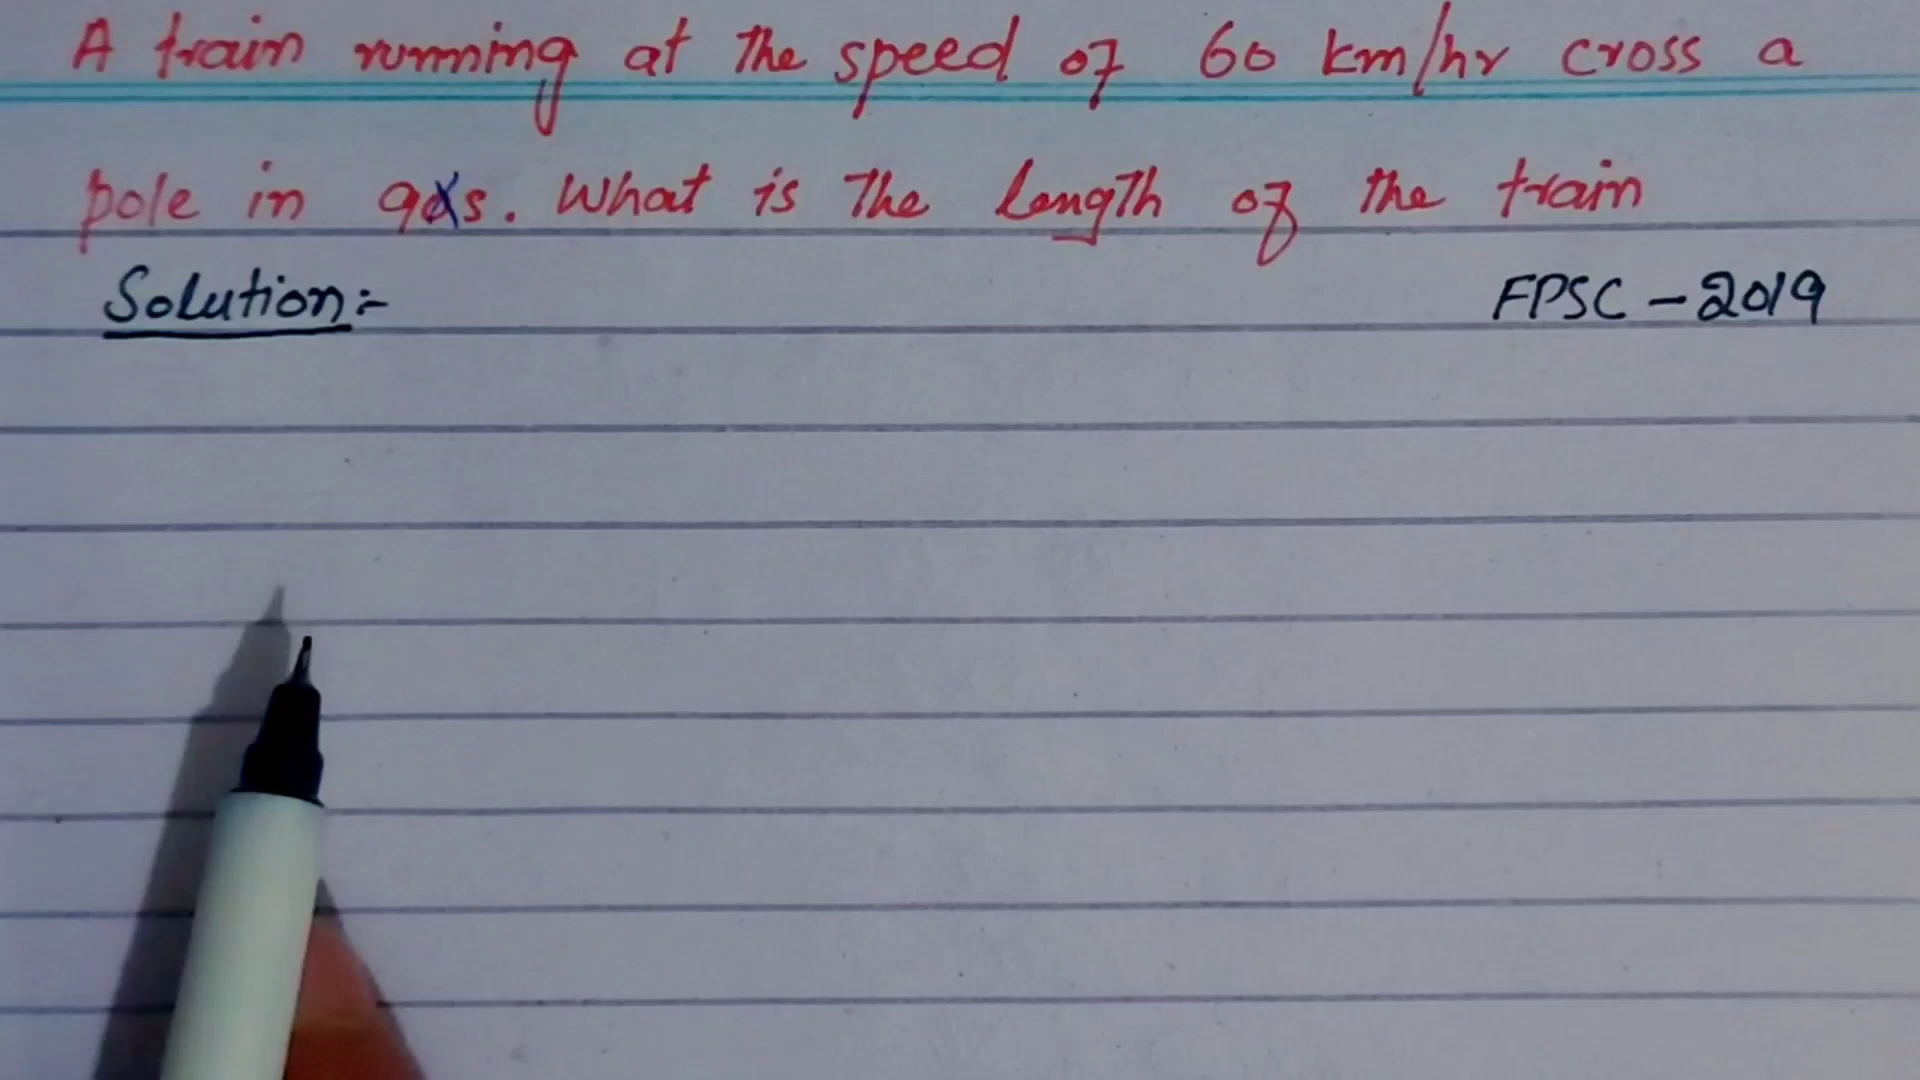 A train running at the speed of 60 km/hr cross a
pole in 9s. What is the length of the train
Solution:-
FPSC - 2019